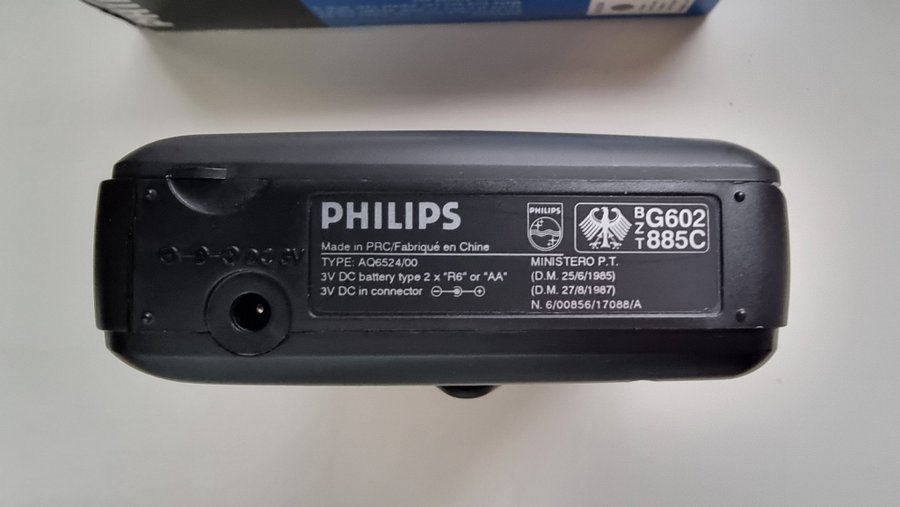 PHILIPS
Made in PRC/Fabriqué en Chine
TYPE: AQ6524/00
3V DC battery type 2 x "R6" or "AA"
3V DC in connector
PHILIPS
BZT
G602
885C
MINISTERO P.T.
(D.M. 25/6/1985)
(D.M. 27/8/1987)
N. 6/00856/17088/A
DC 3V